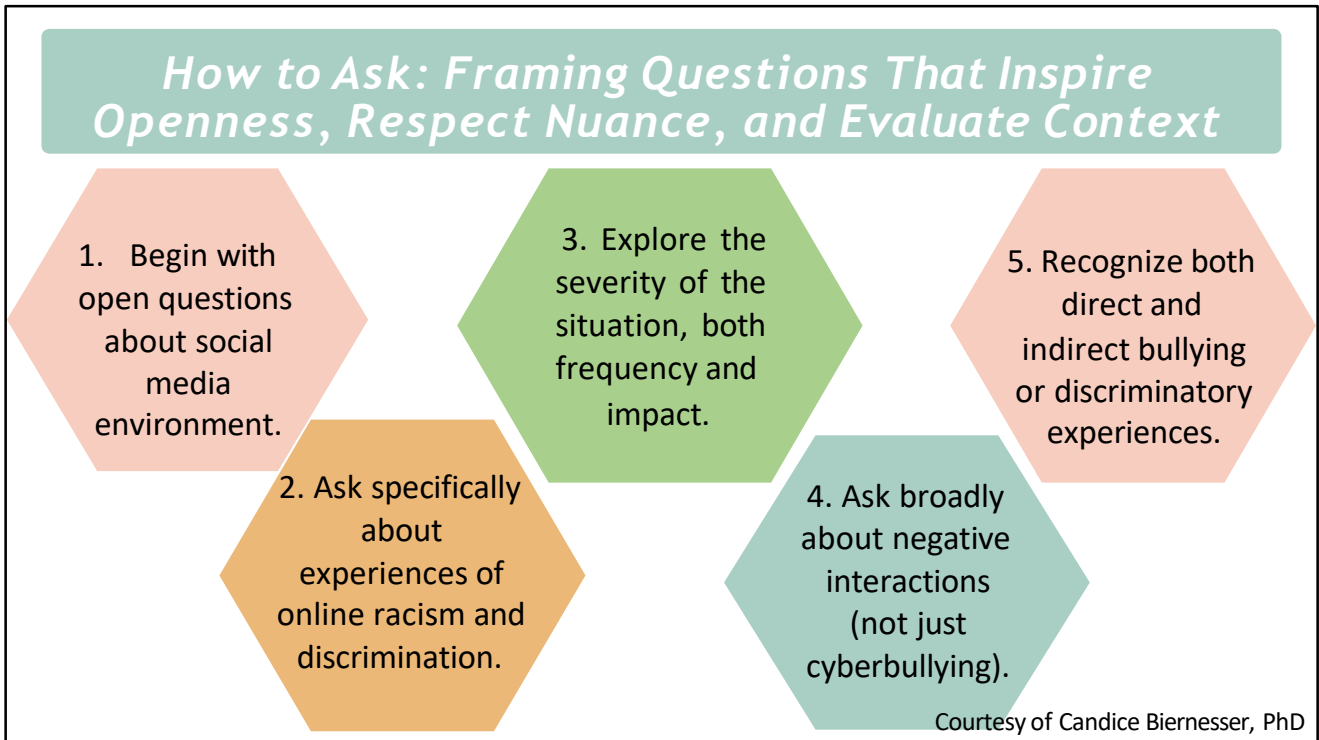 How to Ask: Framing Questions That Inspire
Openness, Respect Nuance, and Evaluate Context
1. Begin with
open questions
about social
media
environment.
2. Ask specifically
about
experiences of
online racism and
discrimination.
3. Explore the
severity of the
situation, both
frequency and
impact.
4. Ask broadly
about negative
interactions
(not just
cyberbullying).
5. Recognize both
direct and
indirect bullying
or discriminatory
experiences.
Courtesy of Candice Biernesser, PhD